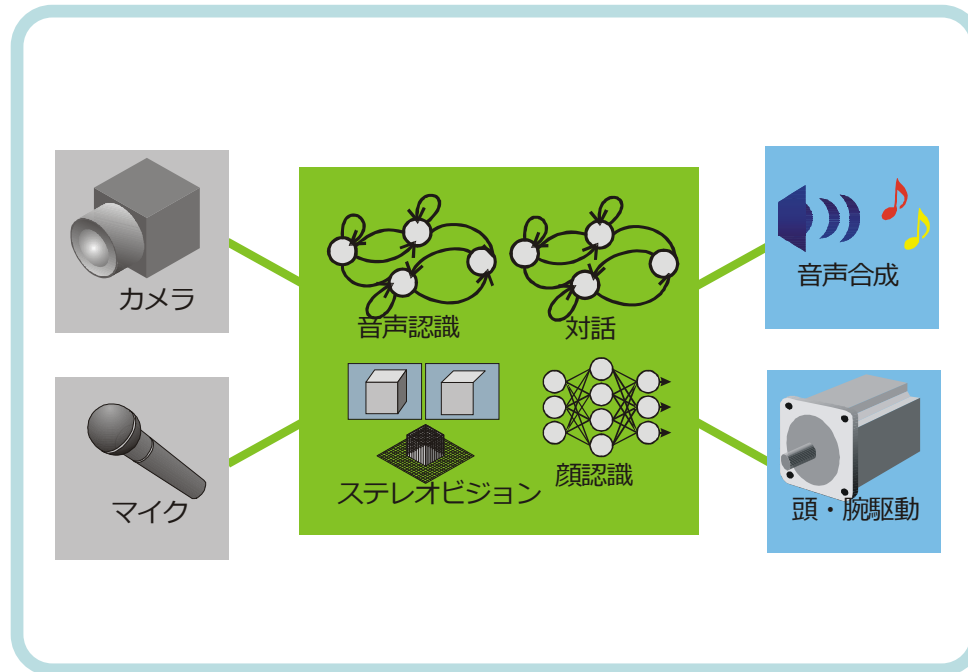 カメラ
マイク
音声認識
対話
ステレオビジョン
顔認識
音声合成
頭・腕駆動